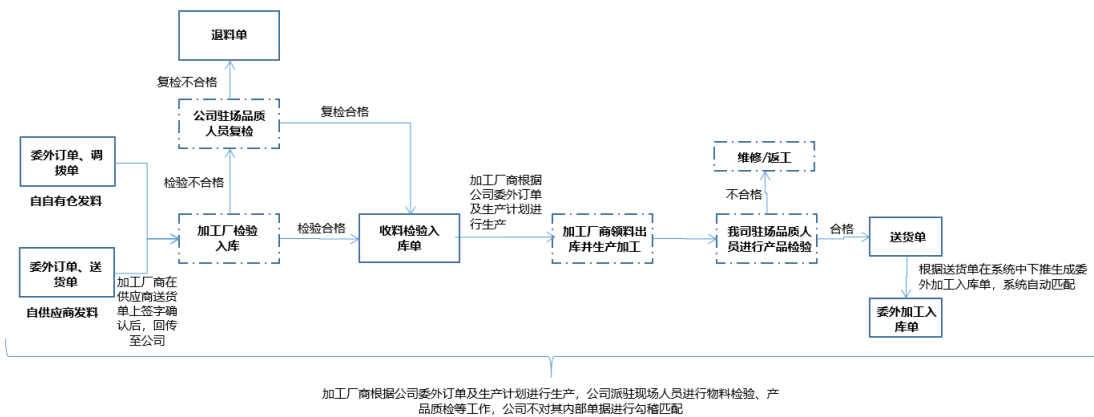 退料单
复检不合格
公司驻场品质
人员复检
复检合格
委外订单、调
拨单
自自有仓发料
检验不合格
加工厂检验
入库
检验合格
收料检验入
库单
加工厂商根据
公司委外订单
及生产计划进
行生产
加工厂商领料出
库并生产加工
维修/返工
不合格
我司驻场品质人
员进行产品检验
合格
送货单
根据送货单在系统中下推生成委
外加工入库单，系统自动匹配
委外加工入
库单
委外订单、送
货单
自供应商发料
加工厂商在
供应商送货
单上签字确
认后，回传
至公司
加工厂商根据公司委外订单及生产计划进行生产，公司派驻现场人员进行物料检验、产
品质检等工作，公司不对其内部单据进行勾稽匹配